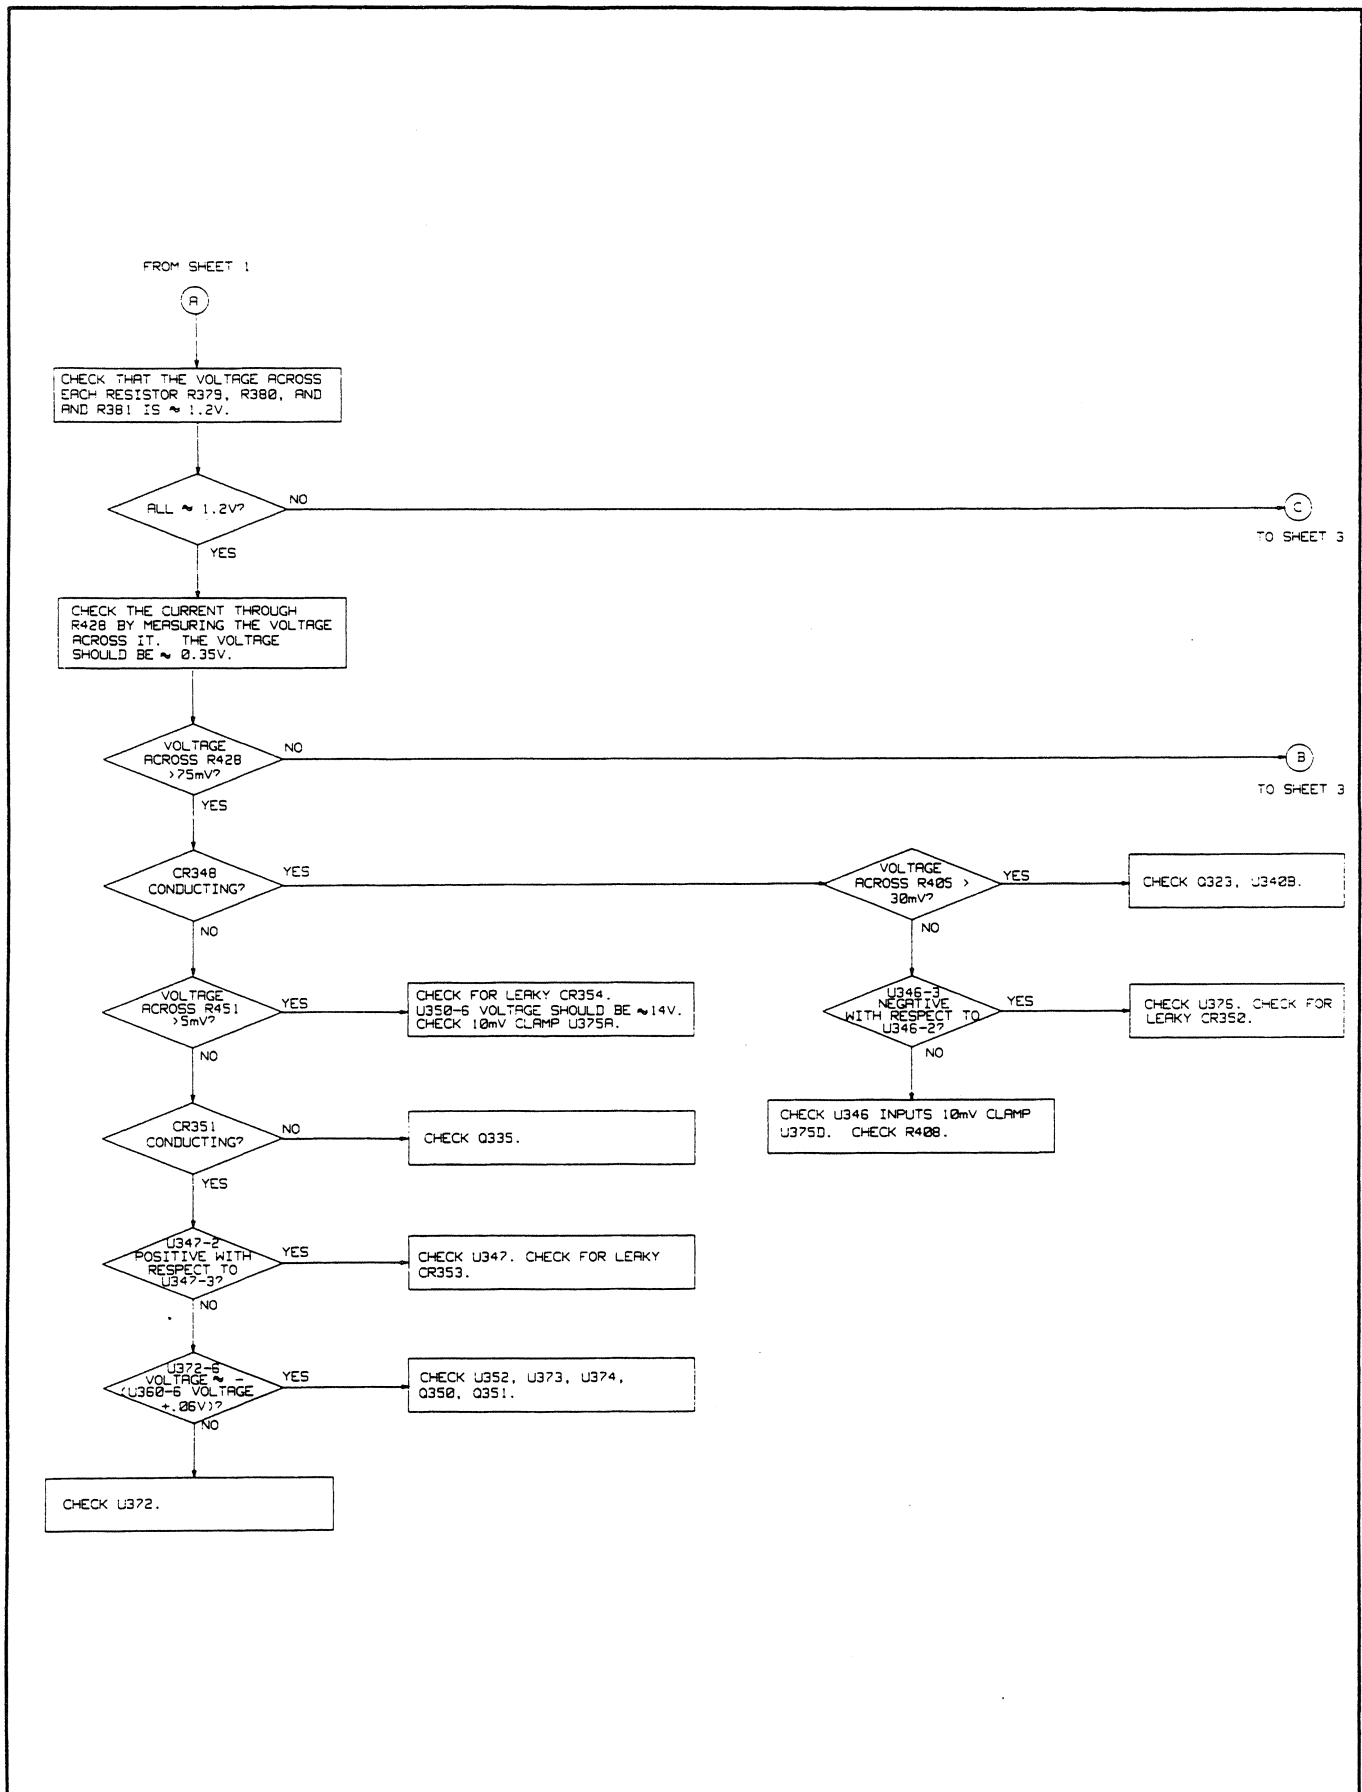 FROM SHEET 1
A
CHECK THAT THE VOLTAGE ACROSS
EACH RESISTOR R379, R380, AND
AND R381 IS ≈ 1.2V.
ALL ≈ 1.2V?
NO
C
TO SHEET 3
YES
CHECK THE CURRENT THROUGH
R428 BY MEASURING THE VOLTAGE
ACROSS IT. THE VOLTAGE
SHOULD BE ≈ 0.35V.
VOLTAGE
ACROSS R428
>75mV?
NO
B
TO SHEET 3
YES
CR348
CONDUCTING?
YES
VOLTAGE
ACROSS R405 >
30mV?
YES
CHECK Q323, U340B.
NO
NO
VOLTAGE
ACROSS R451
>5mV?
YES
CHECK FOR LEAKY CR354.
U350-6 VOLTAGE SHOULD BE ≈14V.
CHECK 10mV CLAMP U375A.
U346-3
NEGATIVE
WITH RESPECT TO
U346-2?
YES
CHECK U376. CHECK FOR
LEAKY CR350.
NO
NO
CHECK U346 INPUTS 10mV CLAMP
U375D. CHECK R408.
CR351
CONDUCTING?
NO
CHECK Q335.
YES
U347-2
POSITIVE WITH
RESPECT TO
U347-3?
YES
CHECK U347. CHECK FOR LEAKY
CR353.
NO
U372-6
VOLTAGE ≈ -
(U360-6 VOLTAGE
+.06V)?
YES
CHECK U352, U373, U374,
Q350, Q351.
NO
CHECK U372.